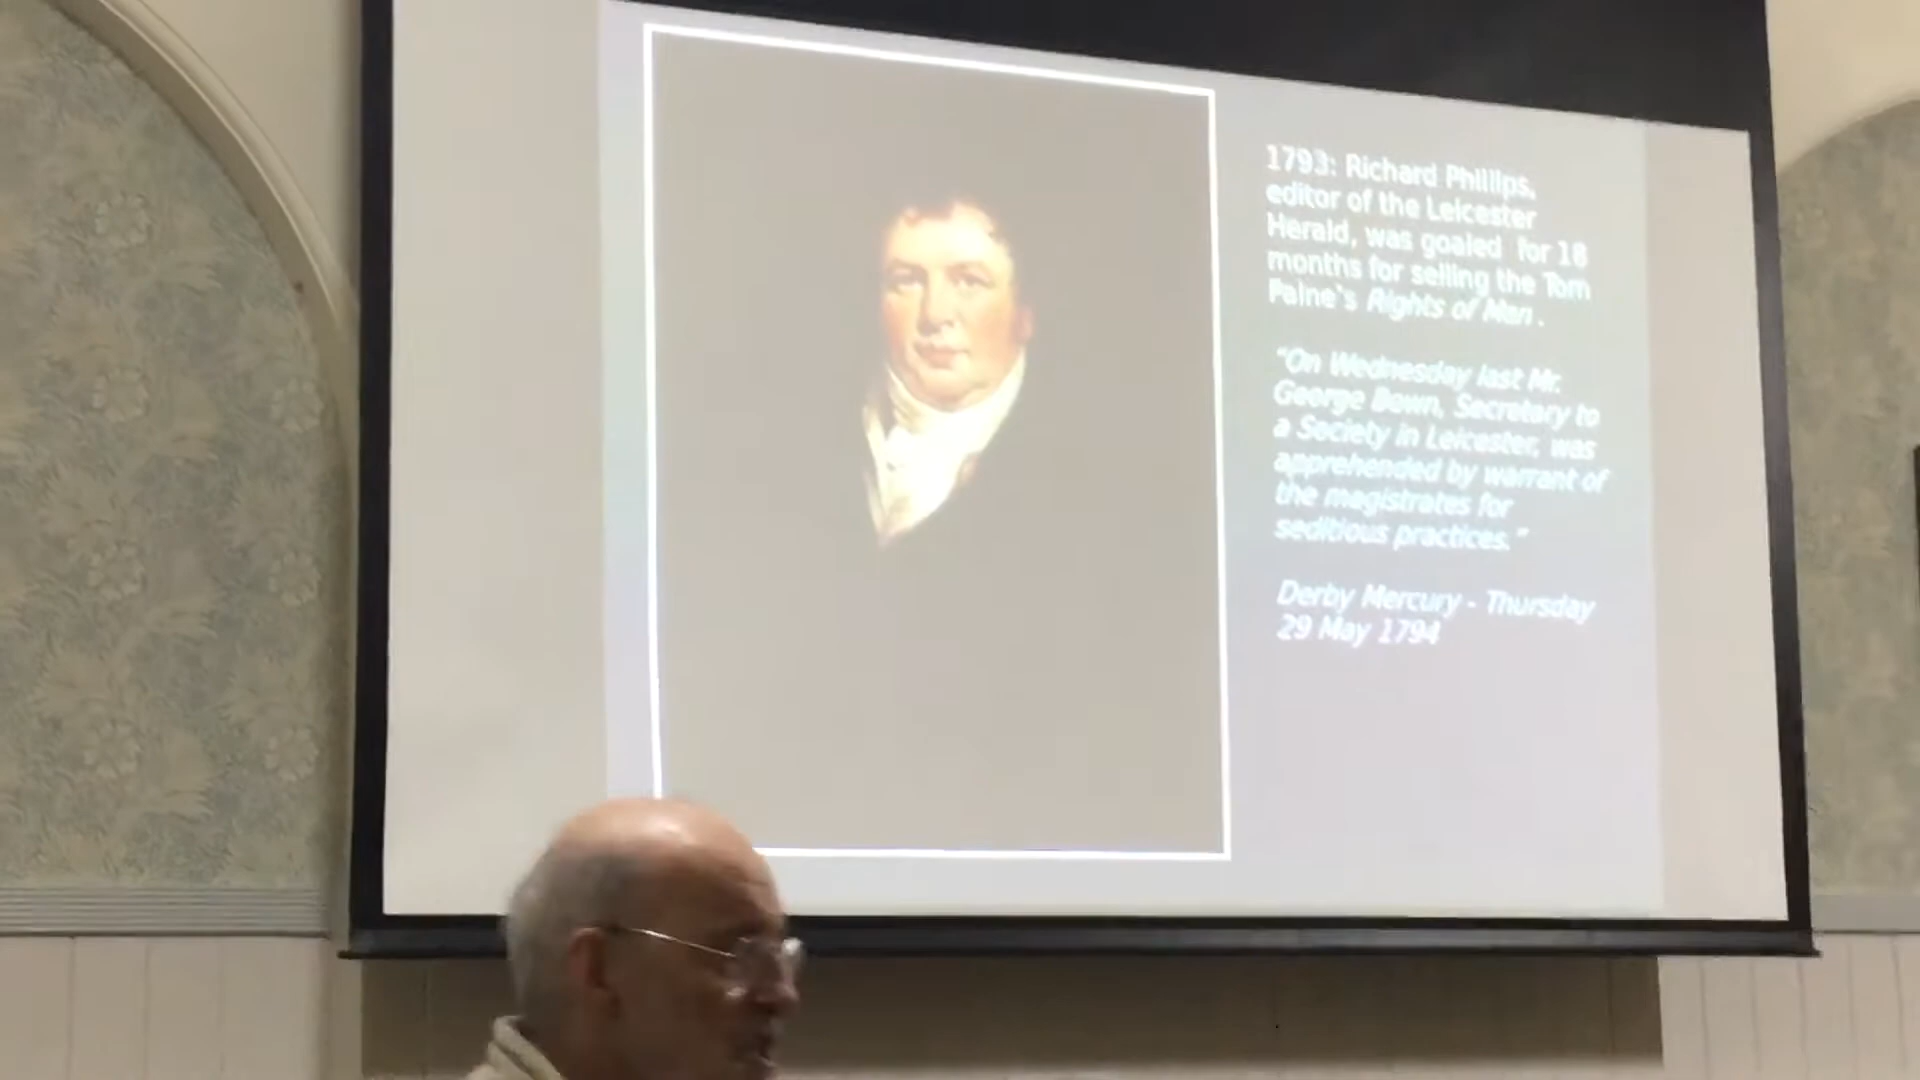 1793: Richard Phillips,
editor of the Leicester
Herald, was goaled for 18
months for selling the Tom
Paine's Rights of Man .
"On Wednesday last Mr.
George Bown, Secretary to
a Society in Leicester, was
apprehended by warrant of
the magistrates for
seditious practices."
Derby Mercury - Thursday
29 May 1794